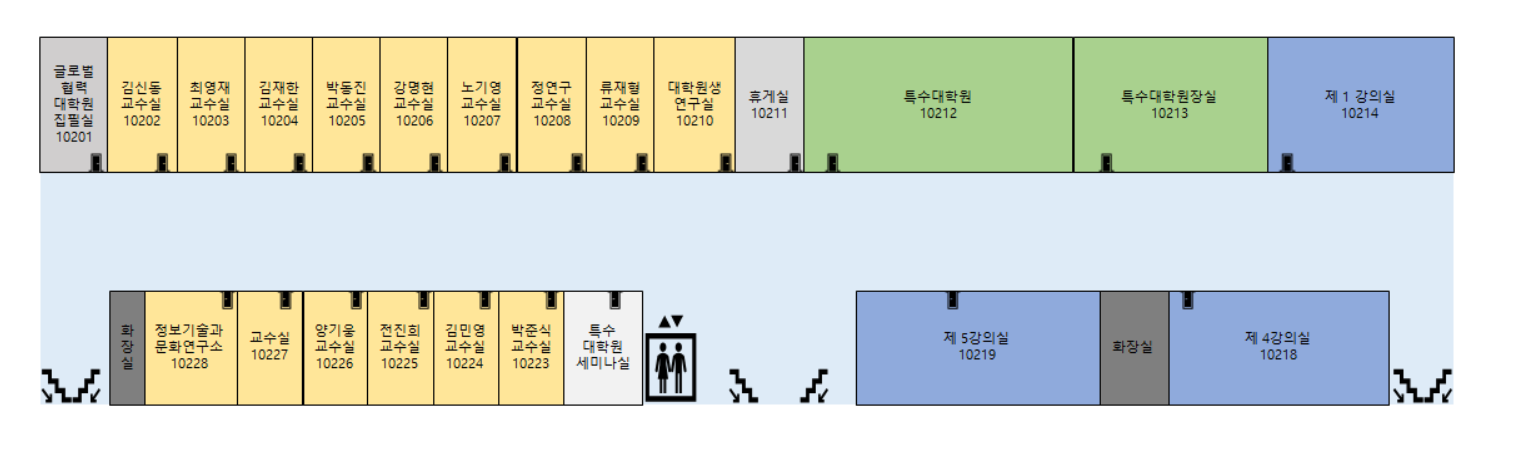 글로벌
협력
대학원
집필실
10201
김신동
교수실
10202
최영재
교수실
10203
김재한
교수실
10204
박동진
교수실
10205
강명현
교수실
10206
노기영
교수실
10207
정연구
교수실
10208
류재형
교수실
10209
대학원생
연구실
10210
휴게실
10211
특수대학원
10212
특수대학원장실
10213
제 1 강의실
10214
화
장
실
정보기술과
문화연구소
10228
교수실
10227
양기웅
교수실
10226
전진희
교수실
10225
김민영
교수실
10224
박준식
교수실
10223
특수
대학원
세미나실
▲▼
제 5강의실
10219
화장실
제 4강의실
10218